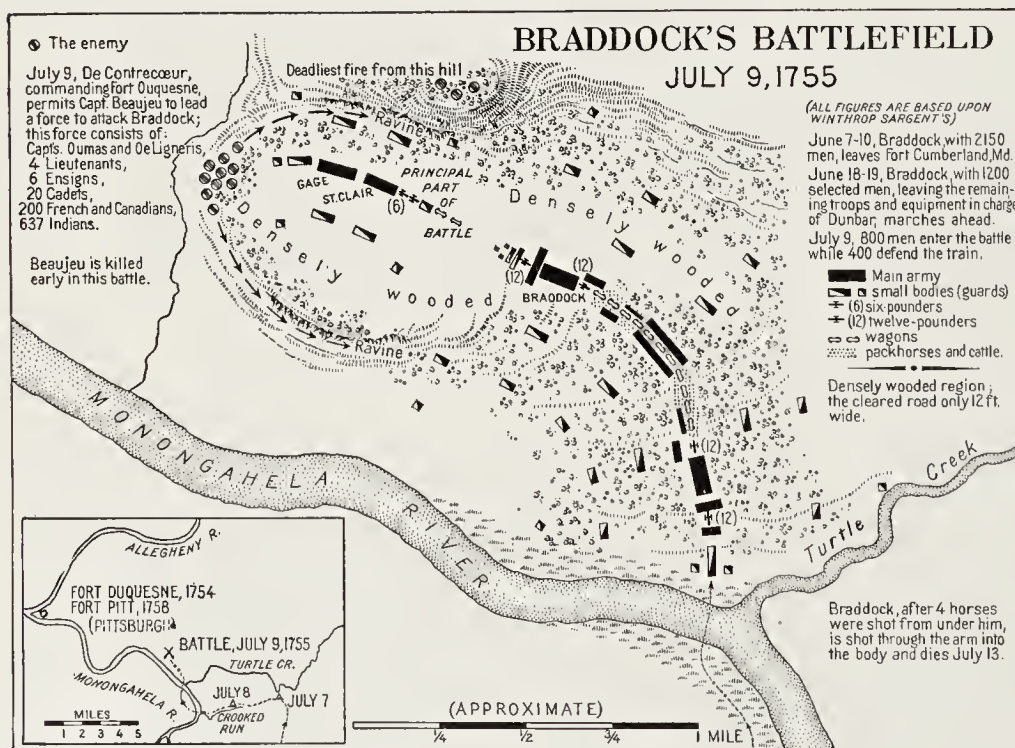 BRADDOCK'S BATTLEFIELD
JULY 9, 1755
The enemy
July 9, De Contrecœur,
commanding Fort Duquesne,
permits Capt. Beaujeu to lead
a force to attack Braddock;
this force consists of:
Capts. Dumas and De Ligneris,
4 Lieutenants,
6 Ensigns,
20 Cadets,
200 French and Canadians,
637 Indians.
Beaujeu is killed
early in this battle.
Deadliest fire from this hill
Ravine
GAGE
ST. CLAIR
(6)
PRINCIPAL
PART
OF
BATTLE
Densely wooded
Densely wooded
(12)
(12)
BRADDOCK
Ravine
(12)
(12)
(ALL FIGURES ARE BASED UPON
WINTHROP SARGENT'S)
June 7-10, Braddock, with 2150
men, leaves Fort Cumberland, Md.
June 18-19, Braddock, with 1200
selected men, leaving the remain-
ing troops and equipment in charge
of Dunbar, marches ahead.
July 9, 800 men enter the battle
while 400 defend the train.
Main army
small bodies (guards)
(6) six-pounders
(12) twelve-pounders
wagons
packhorses and cattle.
Densely wooded region;
the cleared road only 12 ft.
wide.
MONONGAHELA RIVER
Turtle Creek
Braddock, after 4 horses
were shot from under him,
is shot through the arm into
the body and dies July 13.
ALLEGHENY R.
FORT DUQUESNE, 1754
FORT PITT, 1758
(PITTSBURGH)
BATTLE, JULY 9, 1755
TURTLE CR.
MONONGAHELA R.
JULY 8
JULY 7
CROOKED
RUN
MILES
1 2 3 4 5
(APPROXIMATE)
1/4 1/2 3/4 1 MILE